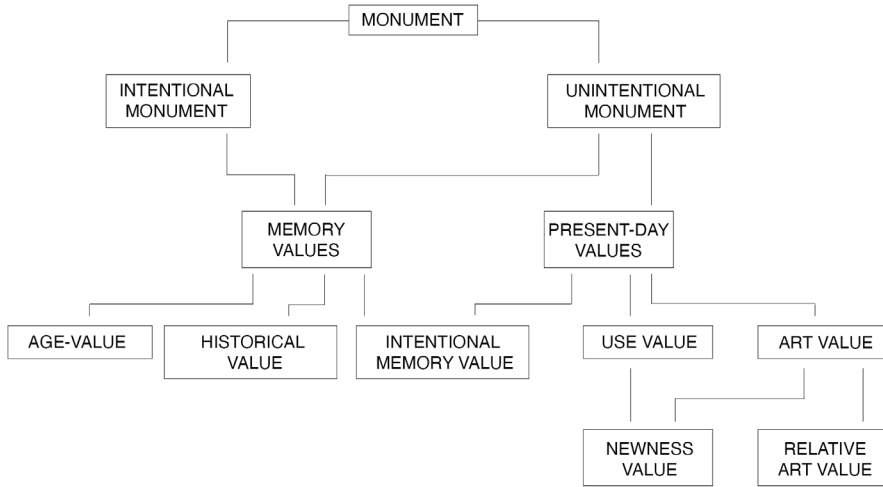 MONUMENT
INTENTIONAL
MONUMENT
UNINTENTIONAL
MONUMENT
MEMORY
VALUES
PRESENT-DAY
VALUES
AGE-VALUE
HISTORICAL
VALUE
INTENTIONAL
MEMORY VALUE
USE VALUE
ART VALUE
NEWNESS
VALUE
RELATIVE
ART VALUE